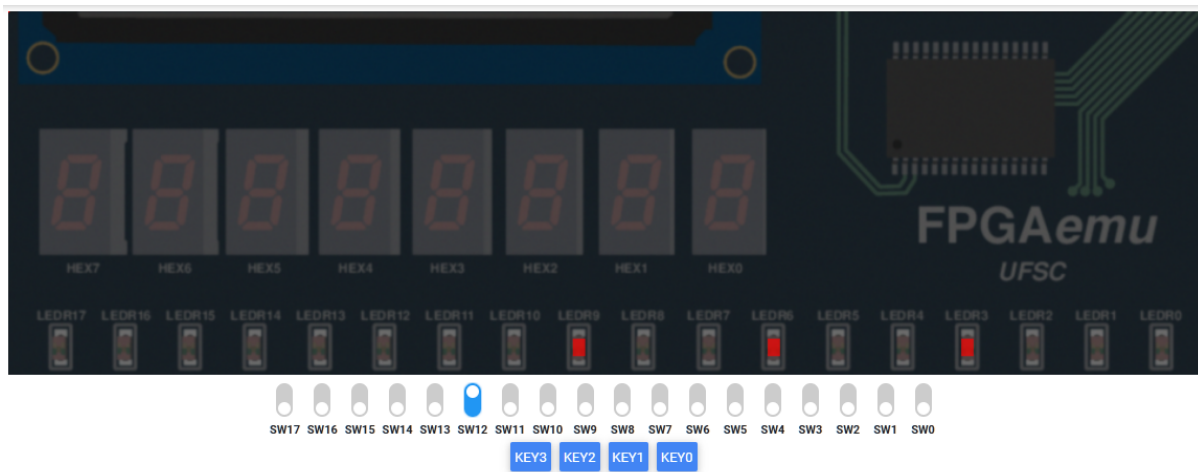 FPGAemu
UFSC
HEX7 HEX6 HEX5 HEX4 HEX3 HEX2 HEX1 HEX0
LEDR17 LEDR16 LEDR15 LEDR14 LEDR13 LEDR12 LEDR11 LEDR10 LEDR9 LEDR8 LEDR7 LEDR6 LEDR5 LEDR4 LEDR3 LEDR2 LEDR1 LEDR0
SW17 SW16 SW15 SW14 SW13 SW12 SW11 SW10 SW9 SW8 SW7 SW6 SW5 SW4 SW3 SW2 SW1 SW0
KEY3 KEY2 KEY1 KEY0